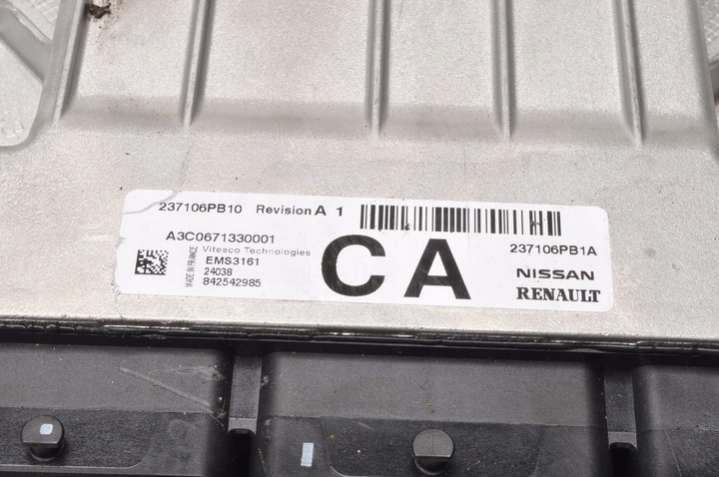 237106PB10 Revision A 1
A3C0671330001
Vitesco Technologies
EMS3161
24038
842542985
MADE IN FRANCE
CA
237106PB1A
NISSAN
RENAULT